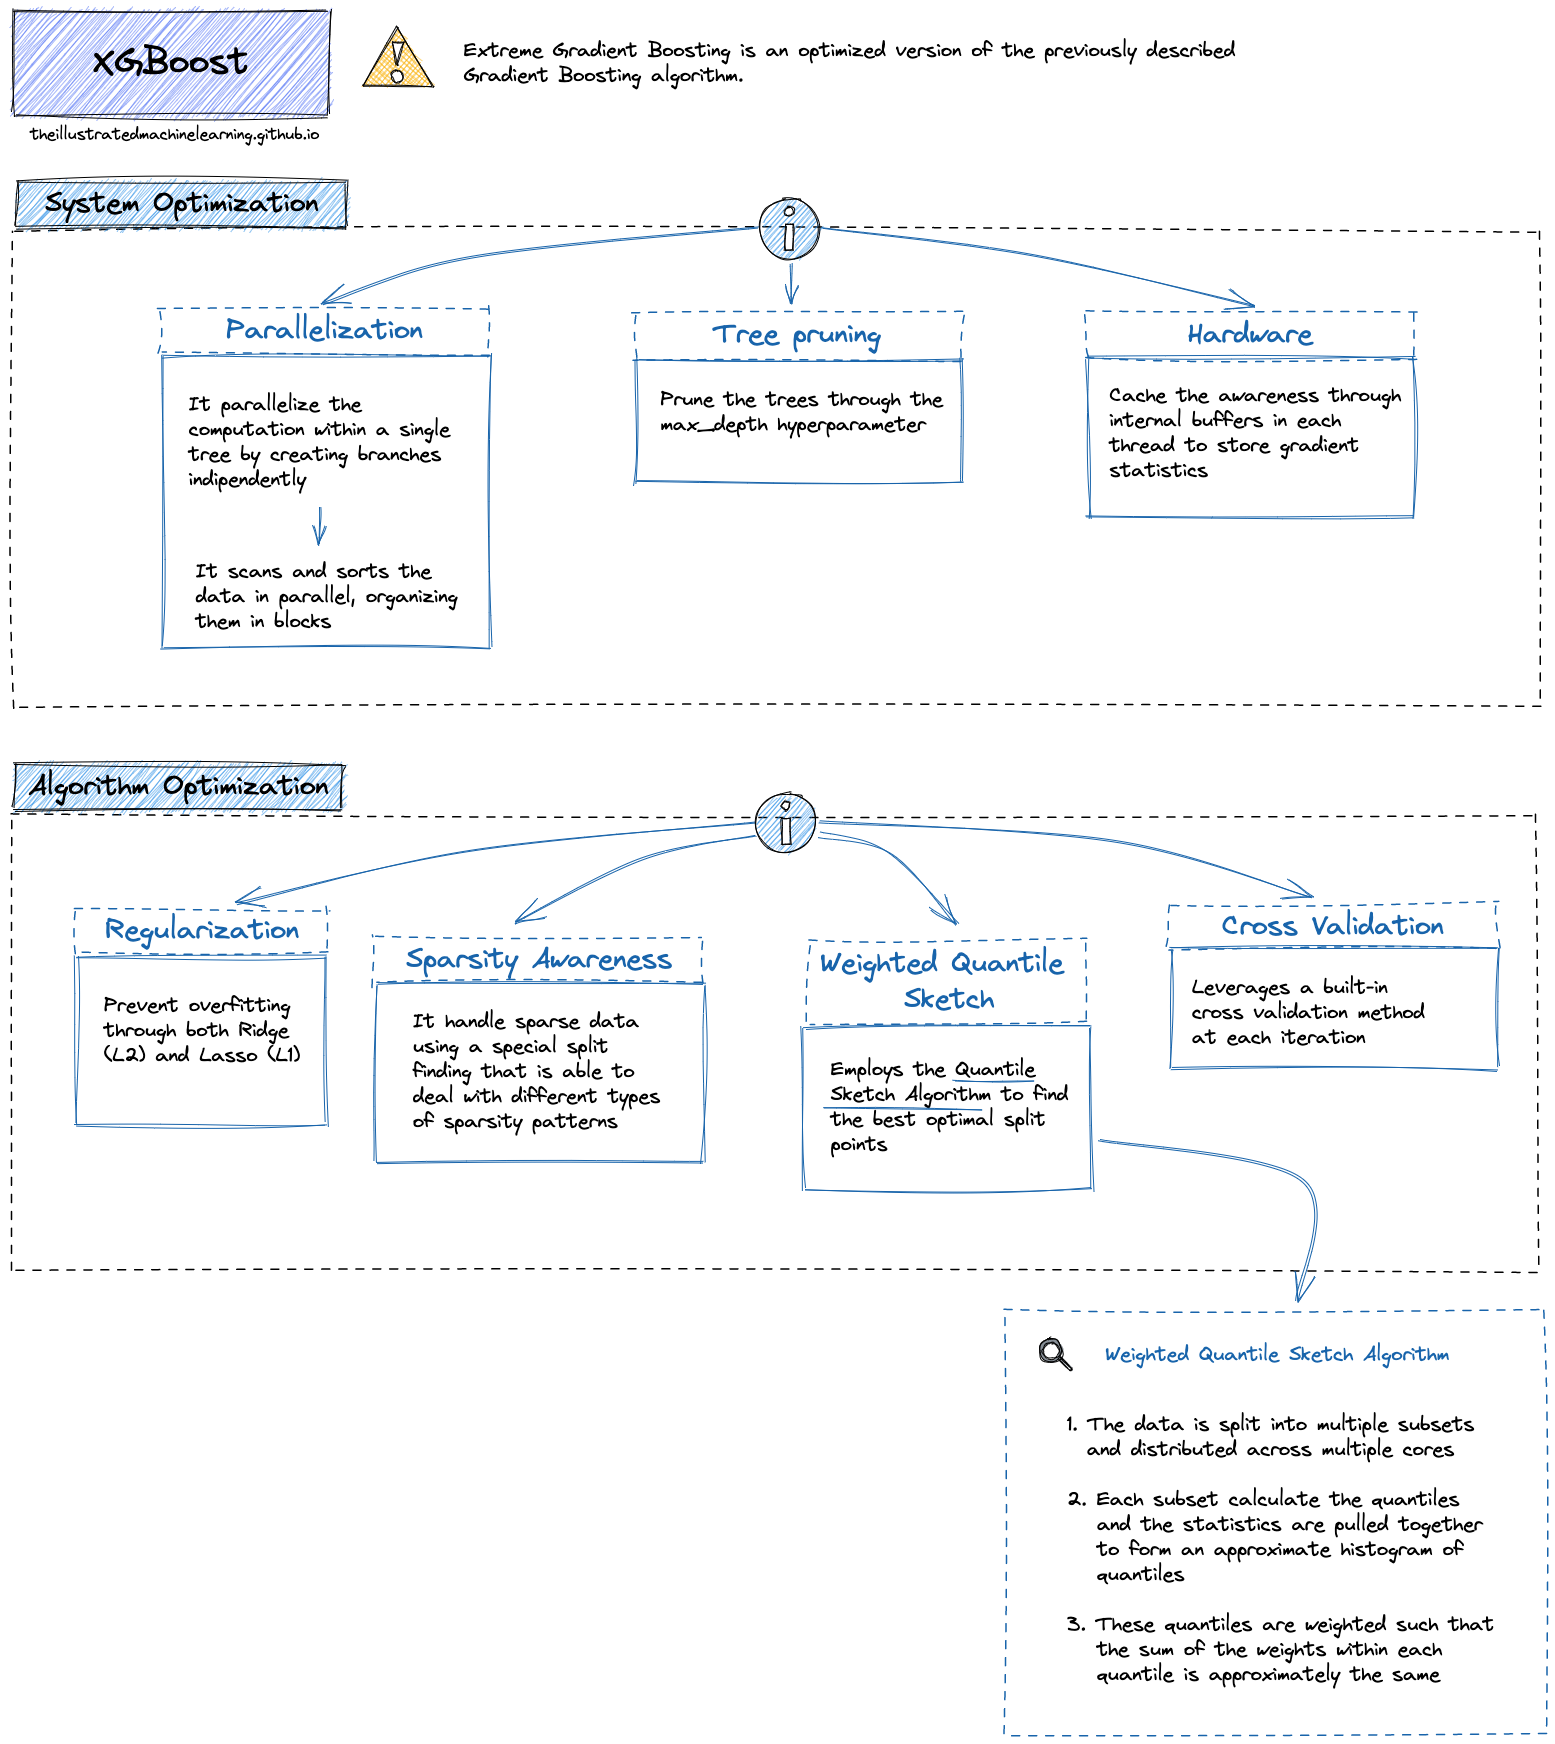 xGBoost
Extreme Gradient Boosting is an optimized version of the previously described
Gradient Boosting algorithm.
theillustratedmachinelearning.github.io
System Optimization
Parallelization
It parallelize the
computation within a single
tree by creating branches
indipendently
It scans and sorts the
data in parallel, organizing
them in blocks
Tree pruning
Prune the trees through the
max_depth hyperparameter
Hardware
Cache the awareness through
internal buffers in each
thread to store gradient
statistics
Algorithm Optimization
Regularization
Prevent overfitting
through both Ridge
(L2) and Lasso (L1)
Sparsity Awareness
It handle sparse data
using a special split
finding that is able to
deal with different types
of sparsity patterns
Weighted Quantile
Sketch
Employs the Quantile
Sketch Algorithm to find
the best optimal split
points
Cross Validation
Leverages a built-in
cross validation method
at each iteration
Weighted Quantile Sketch Algorithm
1. The data is split into multiple subsets
and distributed across multiple cores
2. Each subset calculate the quantiles
and the statistics are pulled together
to form an approximate histogram of
quantiles
3. These quantiles are weighted such that
the sum of the weights within each
quantile is approximately the same